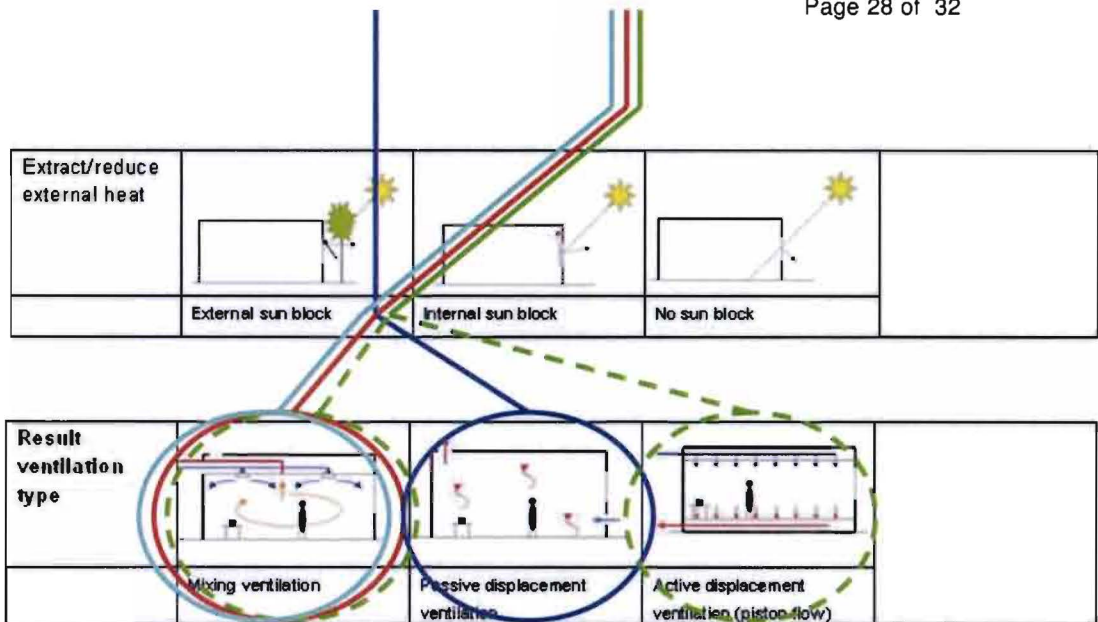 Page 28 of 32
Extract/reduce
external heat
External sun block
Internal sun block
No sun block
Result
ventilation
type
Mixing ventilation
Passive displacement
ventilation
Active displacement
ventilation (piston flow)